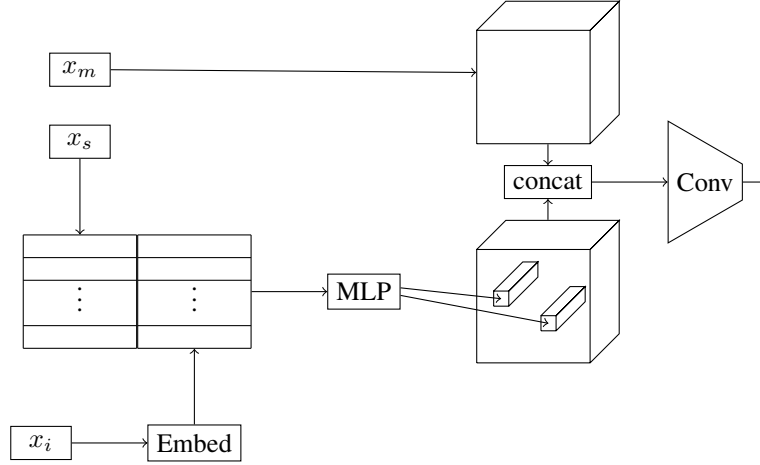 x_m
x_s
concat
Conv
⋮ ⋮
MLP
x_i
Embed